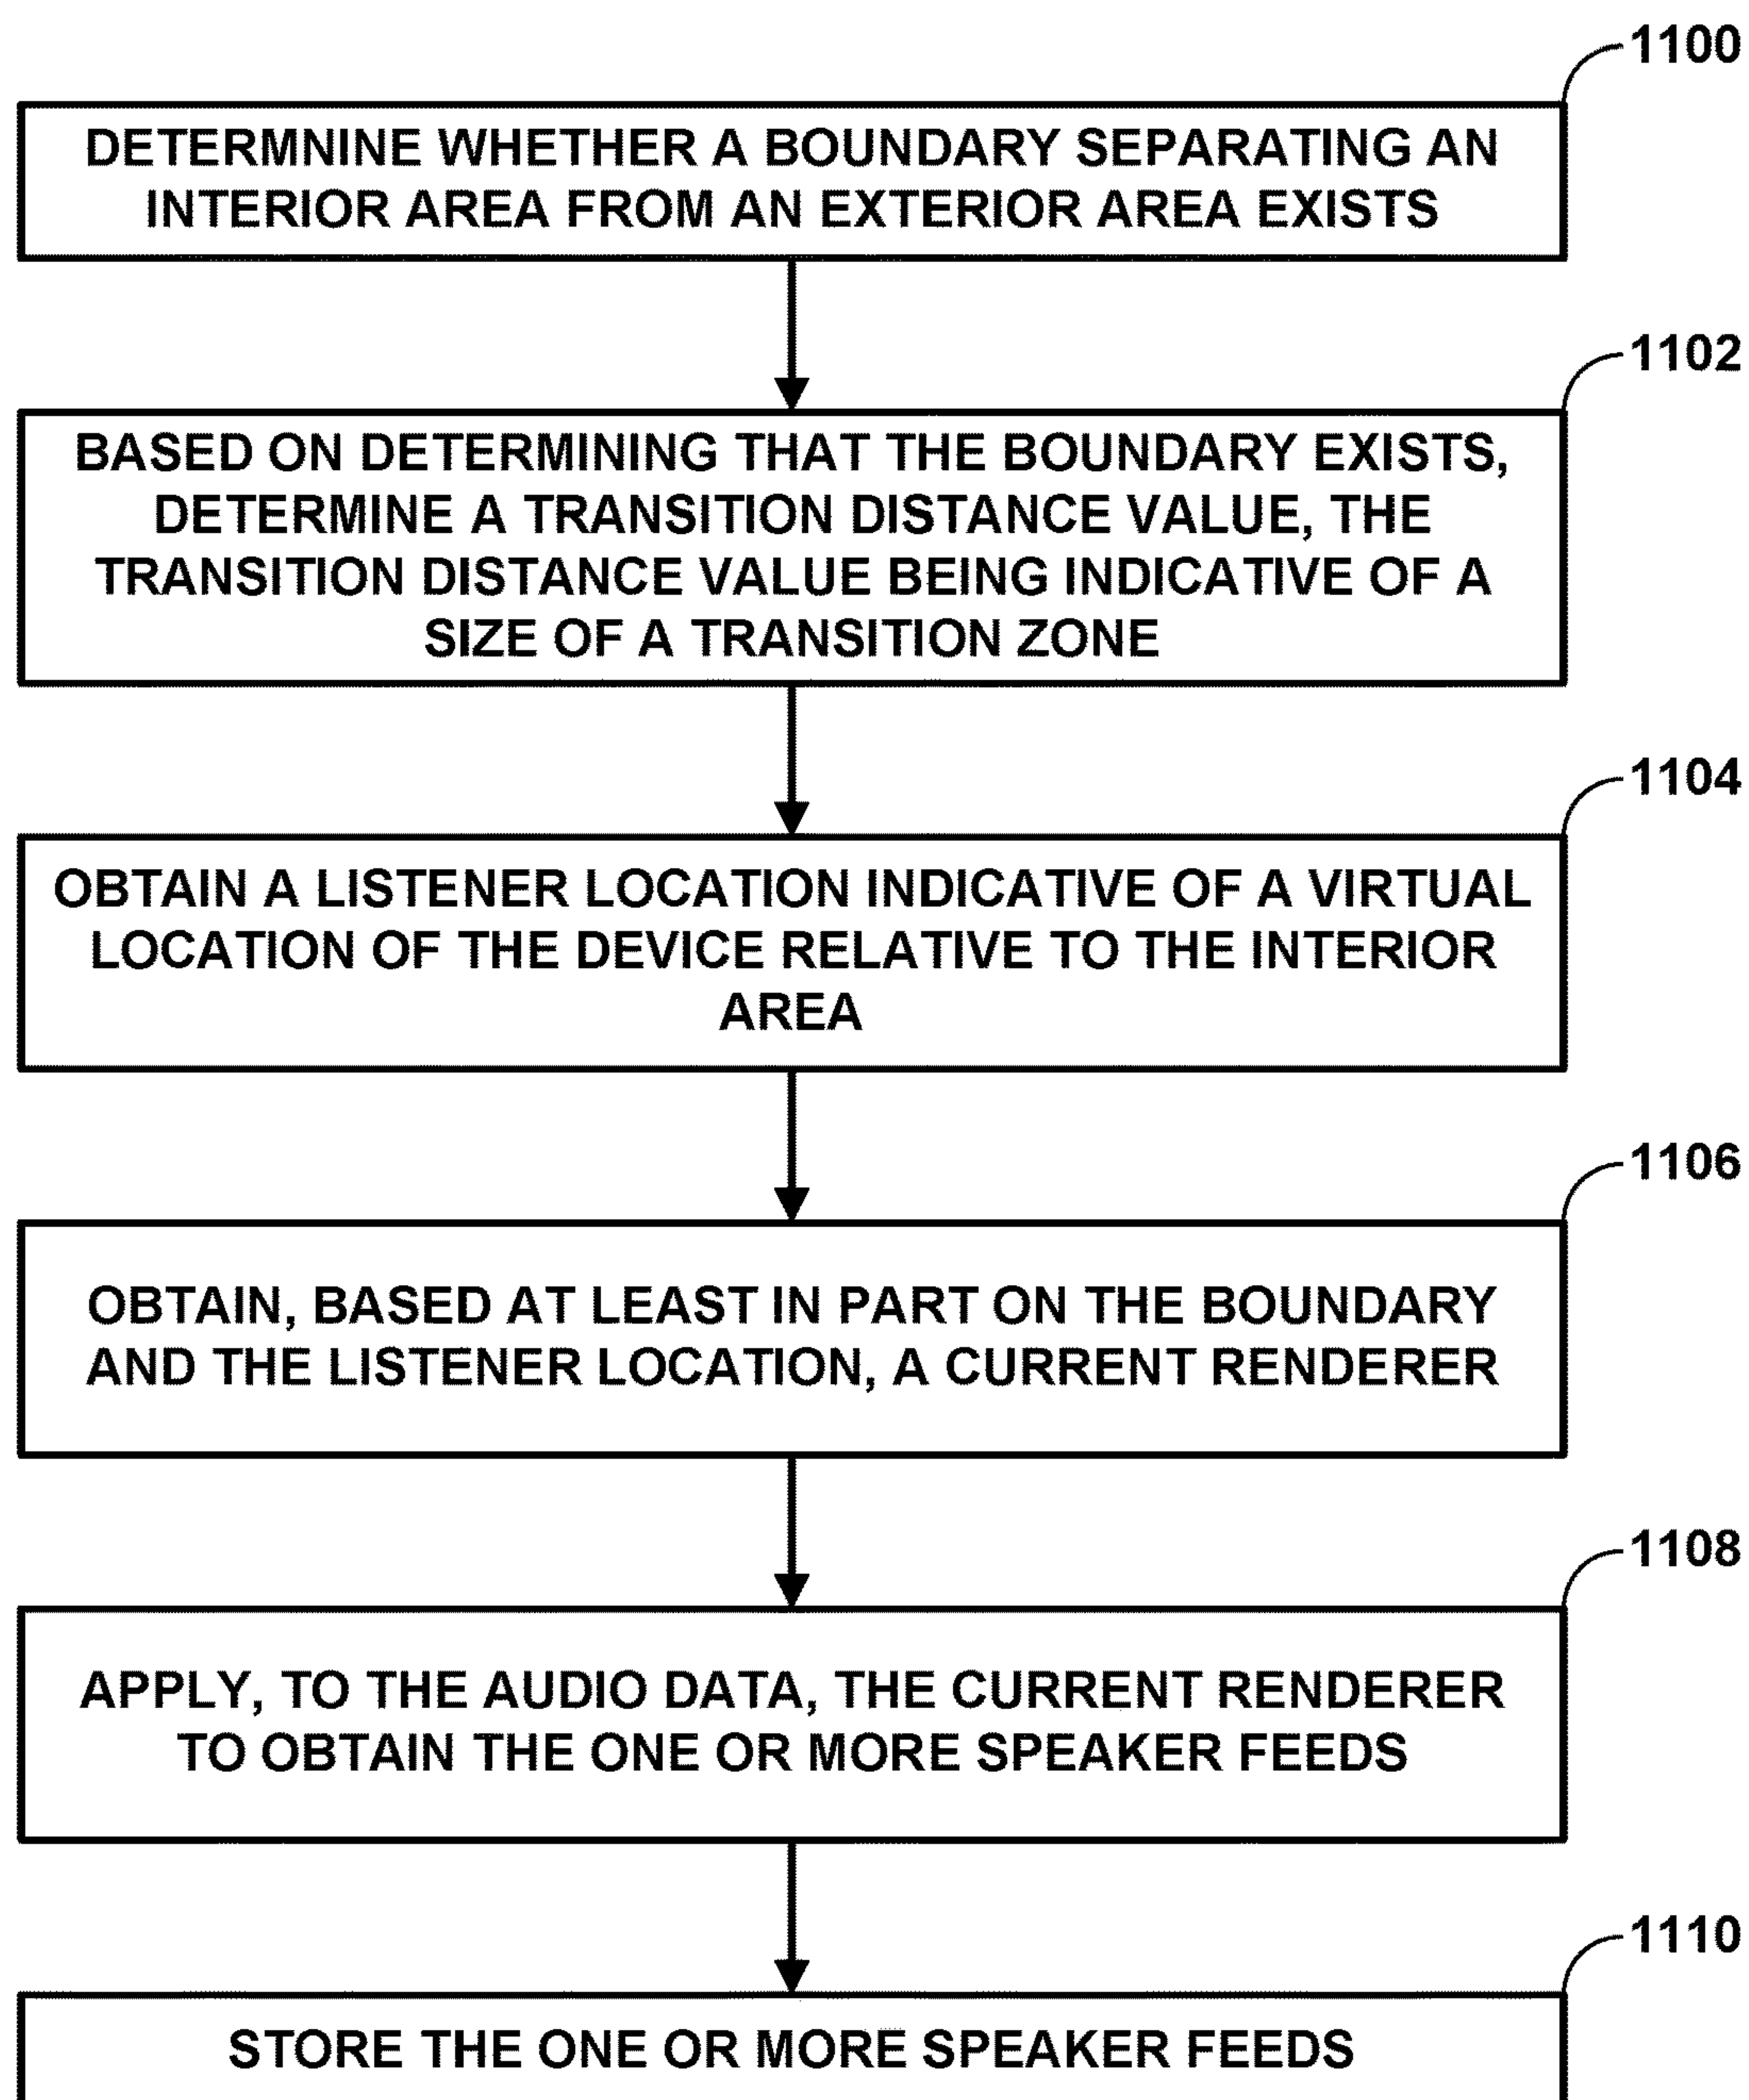 1100
DETERMNINE WHETHER A BOUNDARY SEPARATING AN
INTERIOR AREA FROM AN EXTERIOR AREA EXISTS
1102
BASED ON DETERMINING THAT THE BOUNDARY EXISTS,
DETERMINE A TRANSITION DISTANCE VALUE, THE
TRANSITION DISTANCE VALUE BEING INDICATIVE OF A
SIZE OF A TRANSITION ZONE
1104
OBTAIN A LISTENER LOCATION INDICATIVE OF A VIRTUAL
LOCATION OF THE DEVICE RELATIVE TO THE INTERIOR
AREA
1106
OBTAIN, BASED AT LEAST IN PART ON THE BOUNDARY
AND THE LISTENER LOCATION, A CURRENT RENDERER
1108
APPLY, TO THE AUDIO DATA, THE CURRENT RENDERER
TO OBTAIN THE ONE OR MORE SPEAKER FEEDS
1110
STORE THE ONE OR MORE SPEAKER FEEDS